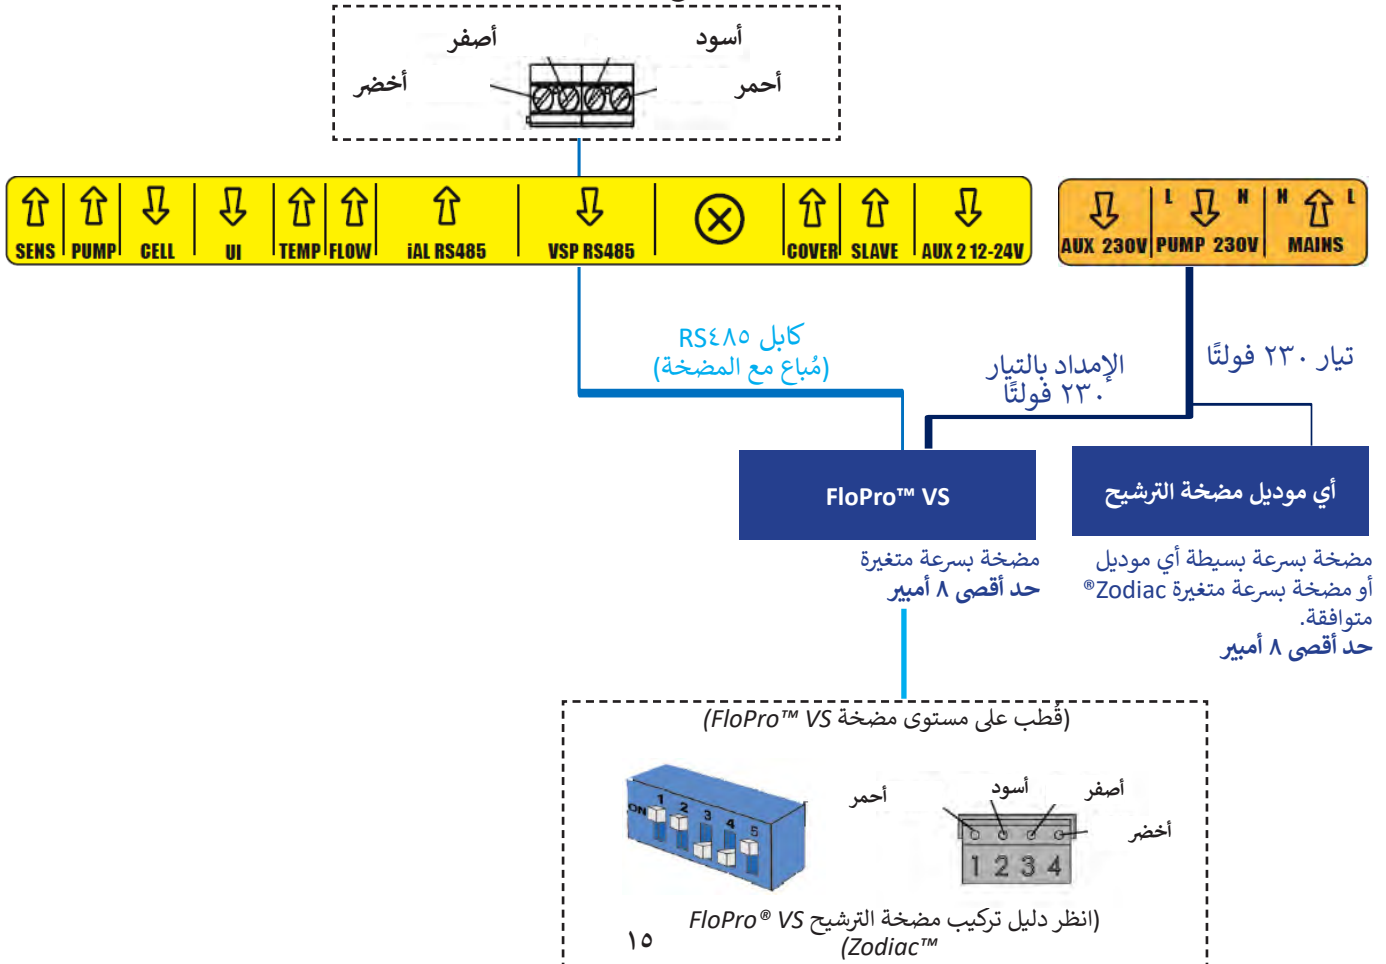 أصفر
أسود
أخضر
أحمر
SENS PUMP CELL UI TEMP FLOW iAL RS485 VSP RS485 COVER SLAVE AUX 2 12-24V
L N N L
AUX 230V PUMP 230V MAINS
كابل RS٤٨٥
(مُباع مع المضخة)
الإمداد بالتيار
٢٣٠ فولتًا
تيار ٢٣٠ فولتًا
FloPro™ VS
أي موديل مضخة الترشيح
مضخة بسرعة متغيرة
حد أقصى ٨ أمبير
مضخة بسرعة بسيطة أي موديل
أو مضخة بسرعة متغيرة Zodiac®
متوافقة.
حد أقصى ٨ أمبير
(قُطب على مستوى مضخة FloPro™ VS)
ON 1 2 3 4 5
أحمر
أسود
أصفر
أخضر
1 2 3 4
(انظر دليل تركيب مضخة الترشيح FloPro® VS
Zodiac™)
١٥